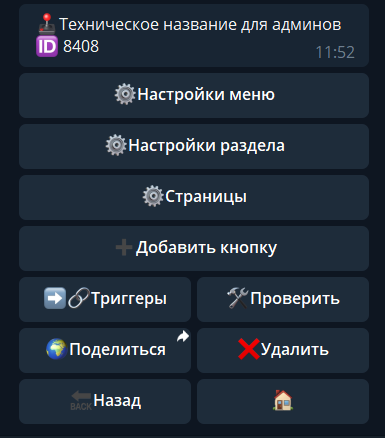 Техническое название для админов
ID 8408
11:52
Настройки меню
Настройки раздела
Страницы
Добавить кнопку
Триггеры
Проверить
Поделиться
Удалить
BACK Назад